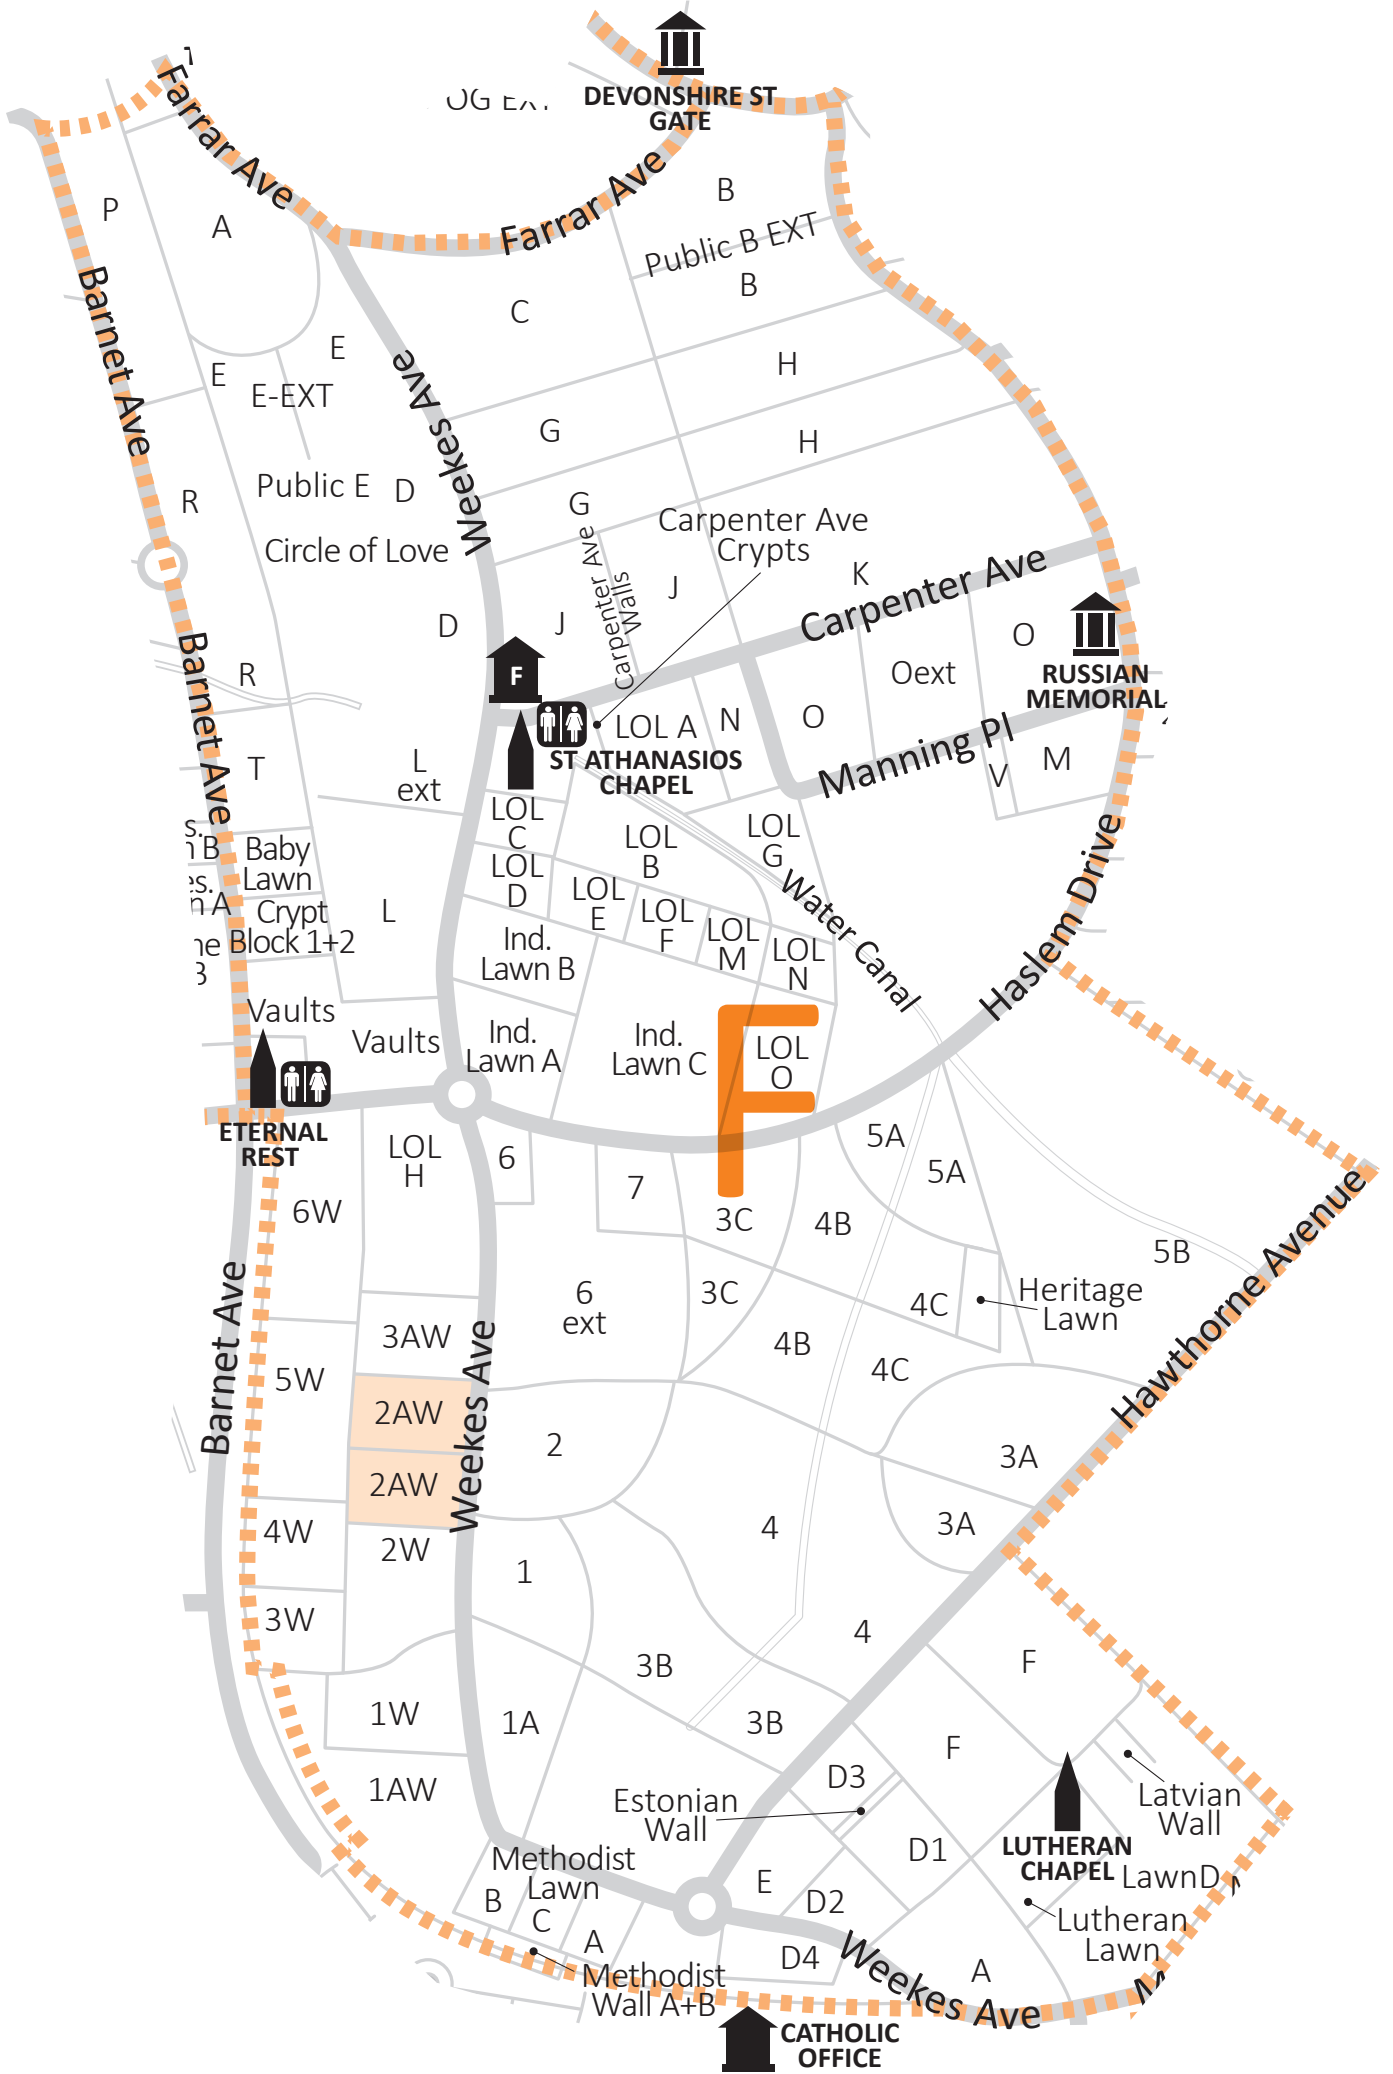 DEVONSHIRE ST
GATE
Farrar Ave
Farrar Ave
P
A
B
Public B EXT
B
Barnet Ave
C
E
E
E-EXT
Weekes Ave
H
G
H
R
Public E
D
G
Carpenter Ave
Crypts
Circle of Love
Carpenter Ave
Walls
J
K
Carpenter Ave
D
J
F
O
Oext
RUSSIAN
MEMORIAL
Barnet Ave
R
LOL A
N
O
Manning Pl
V
M
T
L
ext
ST ATHANASIOS
CHAPEL
LOL
C
LOL
B
LOL
G
Baby
Lawn
LOL
D
LOL
E
LOL
F
LOL
M
LOL
N
Water Canal
Haslem Drive
Crypt
Block 1+2
L
Ind.
Lawn B
Vaults
Vaults
Ind.
Lawn A
Ind.
Lawn C
F
LOL
O
ETERNAL
REST
LOL
H
6
7
5A
5A
6W
3C
4B
5B
Hawthorne Avenue
Barnet Ave
3AW
Weekes Ave
6
ext
3C
4C
Heritage
Lawn
4B
4C
5W
2AW
2
3A
2AW
4W
2W
1
4
3A
3W
4
3B
F
1W
1A
3B
F
1AW
D3
Estonian
Wall
Latvian
Wall
D1
LUTHERAN
CHAPEL
LawnD
Methodist
Lawn
B
C
A
E
D2
Lutheran
Lawn
D4
Weekes Ave
A
Methodist
Wall A+B
CATHOLIC
OFFICE